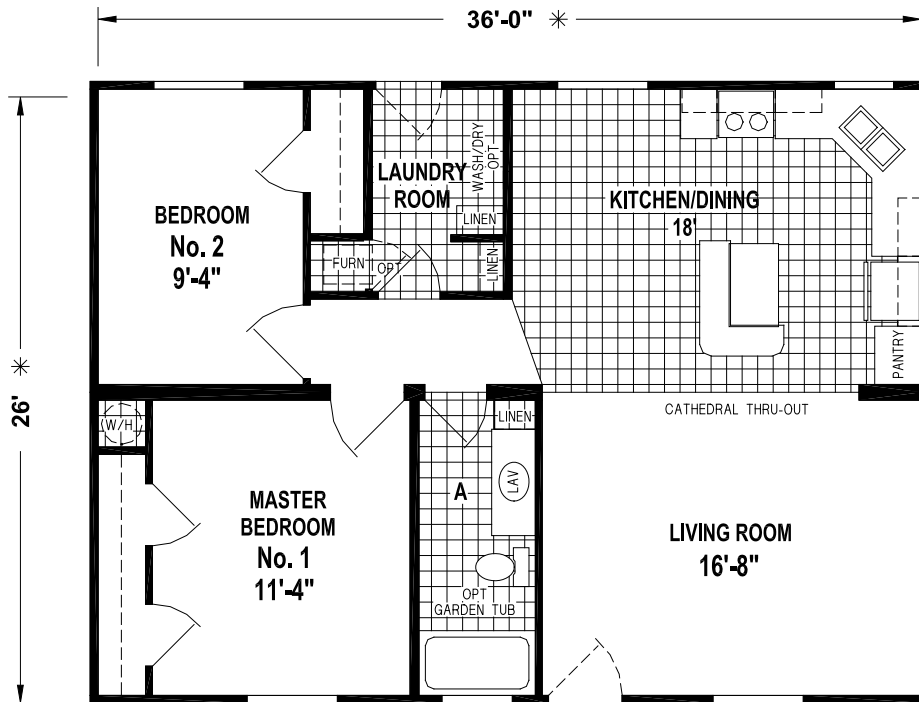 36'-0" *
26' *
BEDROOM
No. 2
9'-4"
LAUNDRY
ROOM
WASH/DRY
OPT
LINEN
LINEN
FURN
OPT
KITCHEN/DINING
18'
PANTRY
CATHEDRAL THRU-OUT
W/H
MASTER
BEDROOM
No. 1
11'-4"
LINEN
LAV
A
OPT
GARDEN TUB
LIVING ROOM
16'-8"